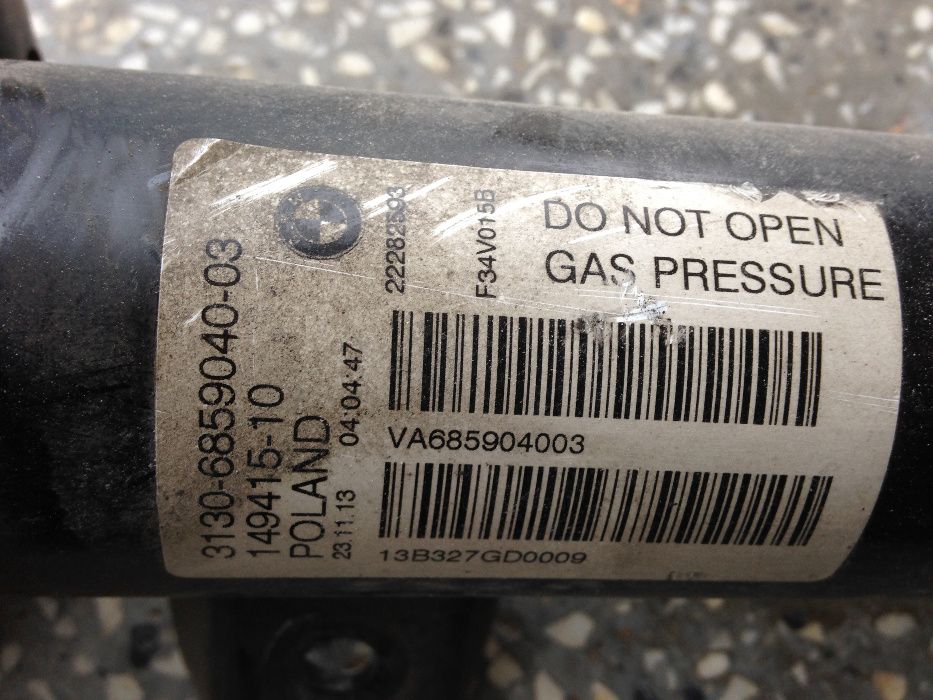 3130-6859040-03
149415-10
POLAND
23.11.13 04:04:47
F34V015B
DO NOT OPEN
GAS PRESSURE
VA685904003
13B327GD0009